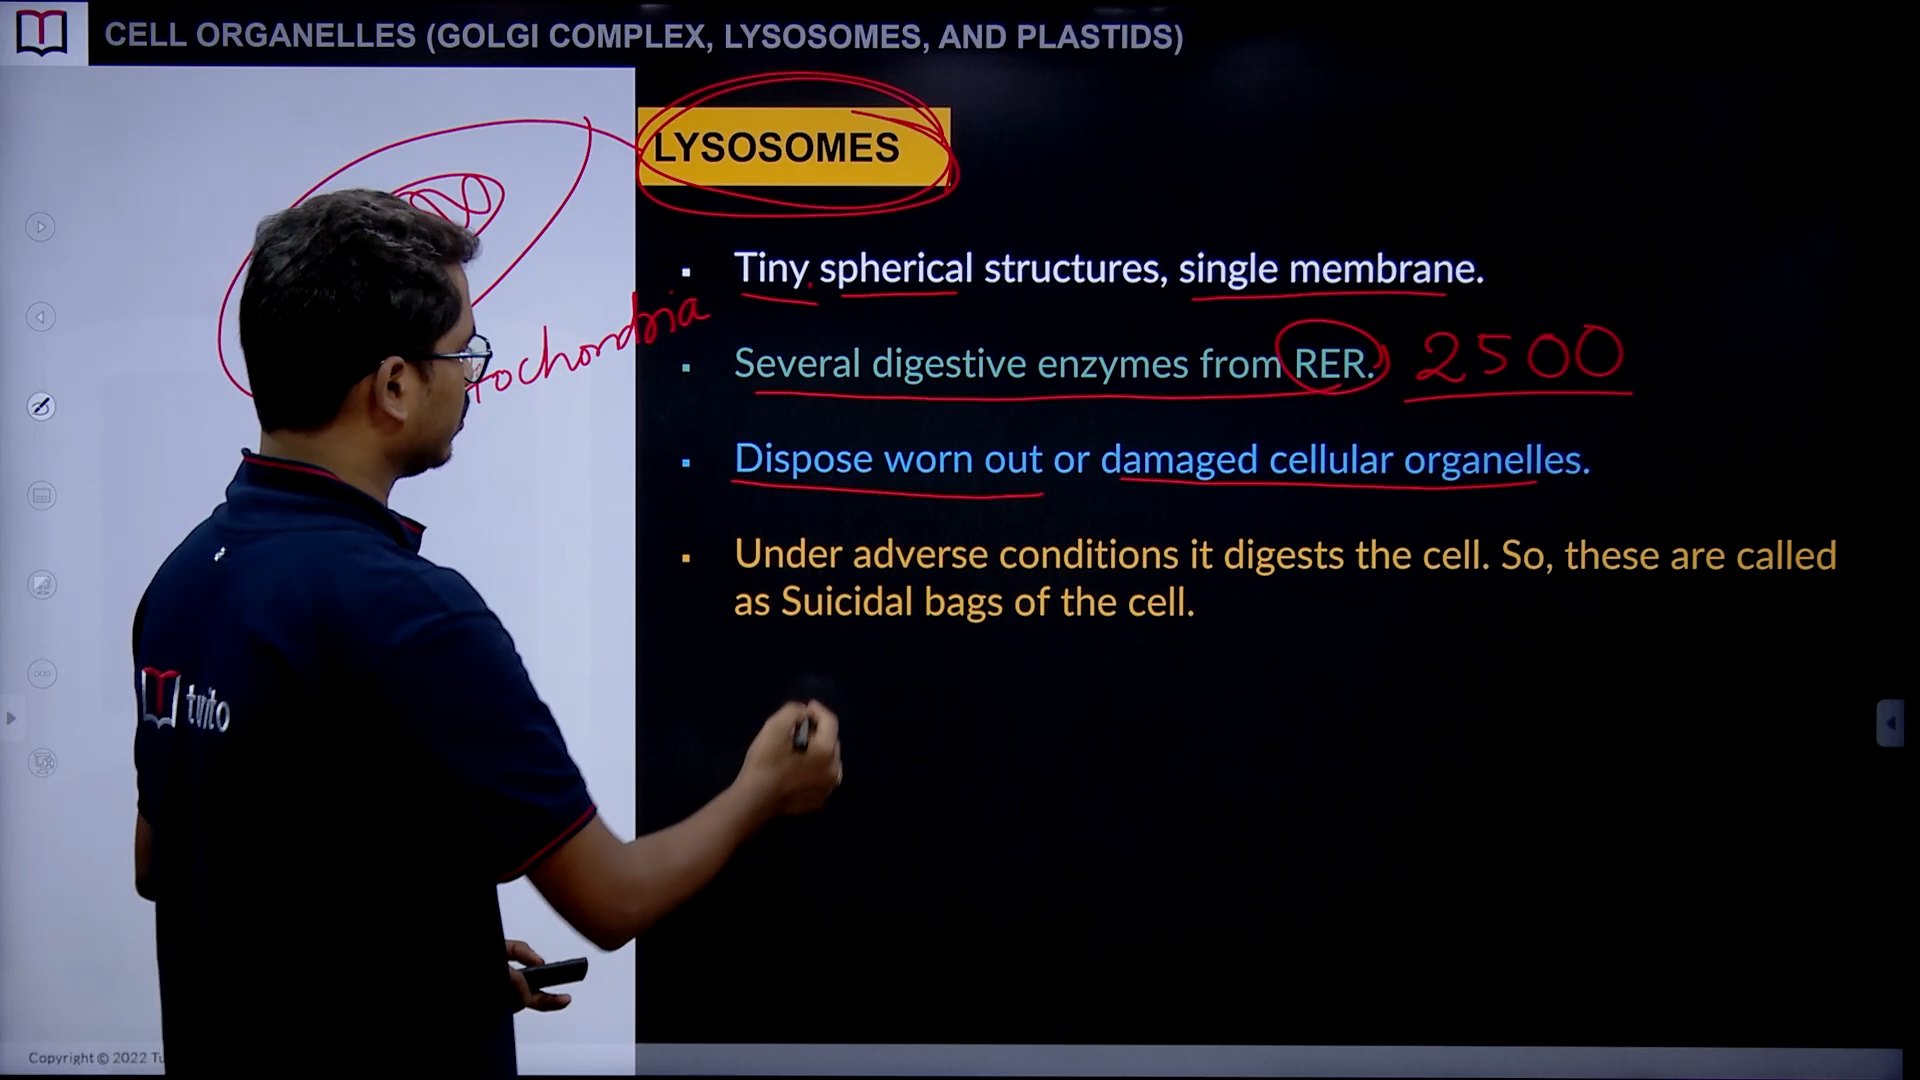 CELL ORGANELLES (GOLGI COMPLEX, LYSOSOMES, AND PLASTIDS)
LYSOSOMES
▪ Tiny spherical structures, single membrane.
tochondria
▪ Several digestive enzymes from RER. 2500
▪ Dispose worn out or damaged cellular organelles.
▪ Under adverse conditions it digests the cell. So, these are called
as Suicidal bags of the cell.
tuito
Copyright © 2022 Tu